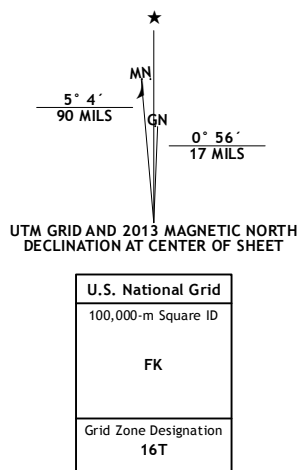 ★
MN
5° 4´
90 MILS
GN
0° 56´
17 MILS
UTM GRID AND 2013 MAGNETIC NORTH
DECLINATION AT CENTER OF SHEET
U.S. National Grid
100,000-m Square ID
FK
Grid Zone Designation
16T